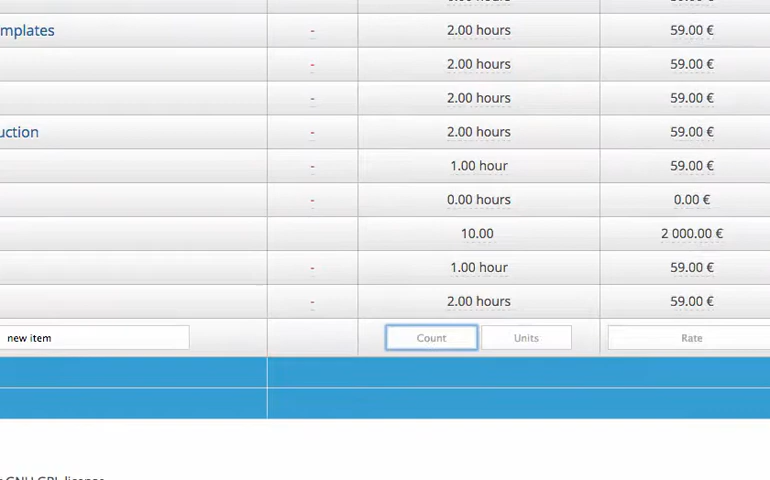 mplates - 2.00 hours 59.00 €
- 2.00 hours 59.00 €
- 2.00 hours 59.00 €
uction - 2.00 hours 59.00 €
- 1.00 hour 59.00 €
- 0.00 hours 0.00 €
10.00 2 000.00 €
- 1.00 hour 59.00 €
- 2.00 hours 59.00 €
new item Count Units Rate